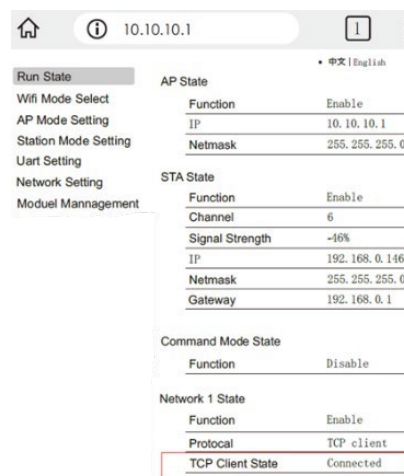 10.10.10.1 1
中文|English
Run State
Wifi Mode Select
AP Mode Setting
Station Mode Setting
Uart Setting
Network Setting
Moduel Mannagement
AP State
Function Enable
IP 10.10.10.1
Netmask 255.255.255.0
STA State
Function Enable
Channel 6
Signal Strength -46%
IP 192.168.0.146
Netmask 255.255.255.0
Gateway 192.168.0.1
Command Mode State
Function Disable
Network 1 State
Function Enable
Protocal TCP client
TCP Client State Connected